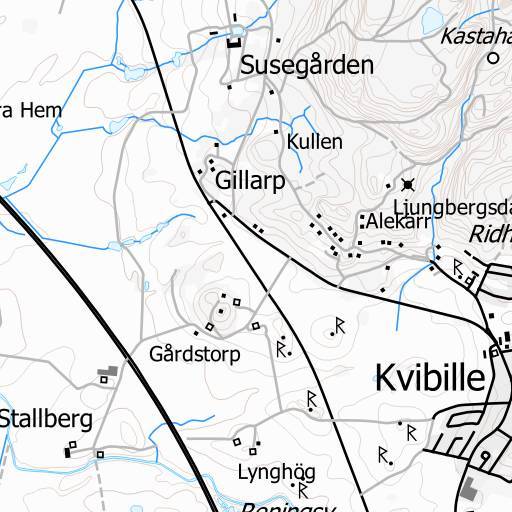 Kastaha
Susegården
ra Hem
Kullen
Gillarp
Ljungbergsda
Alekärr
Ridh
R
R
R
Gårdstorp
R
Kvibille
R
Stallberg
R
Lynghög
R